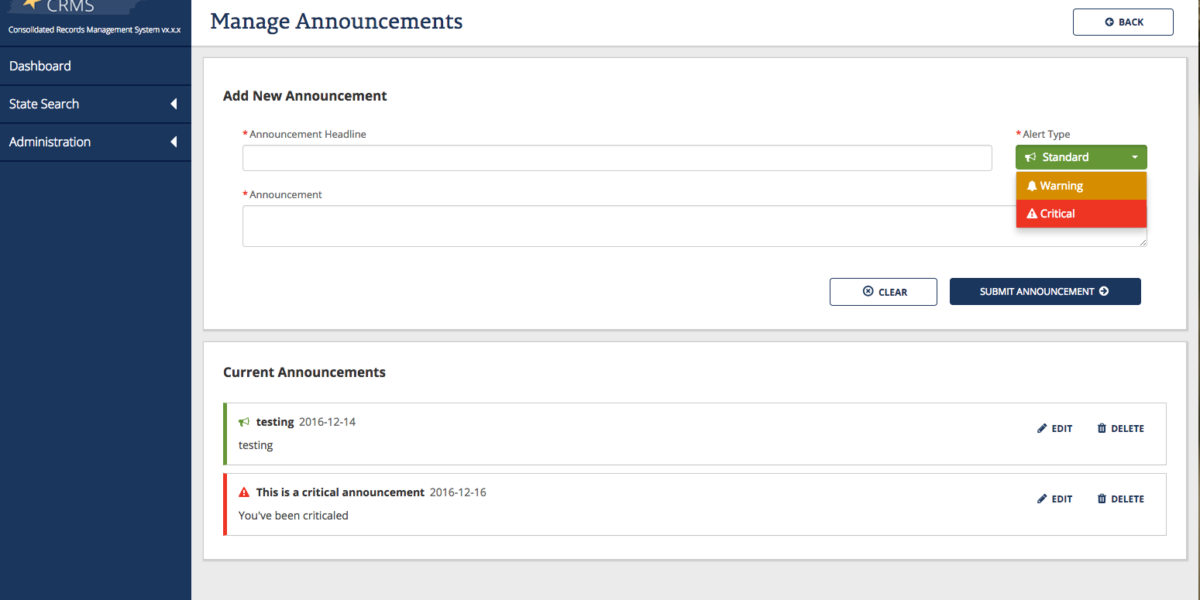 CRMS
Consolidated Records Management System vx.x.x
Manage Announcements
BACK
Dashboard
State Search
Administration
Add New Announcement
*Announcement Headline
*Alert Type
Standard
Warning
Critical
*Announcement
CLEAR
SUBMIT ANNOUNCEMENT
Current Announcements
testing 2016-12-14
testing
EDIT
DELETE
This is a critical announcement 2016-12-16
You've been criticaled
EDIT
DELETE